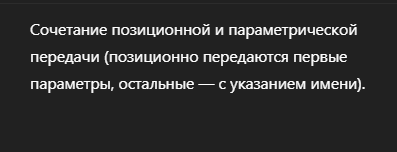 Сочетание позиционной и параметрической
передачи (позиционно передаются первые
параметры, остальные — с указанием имени).